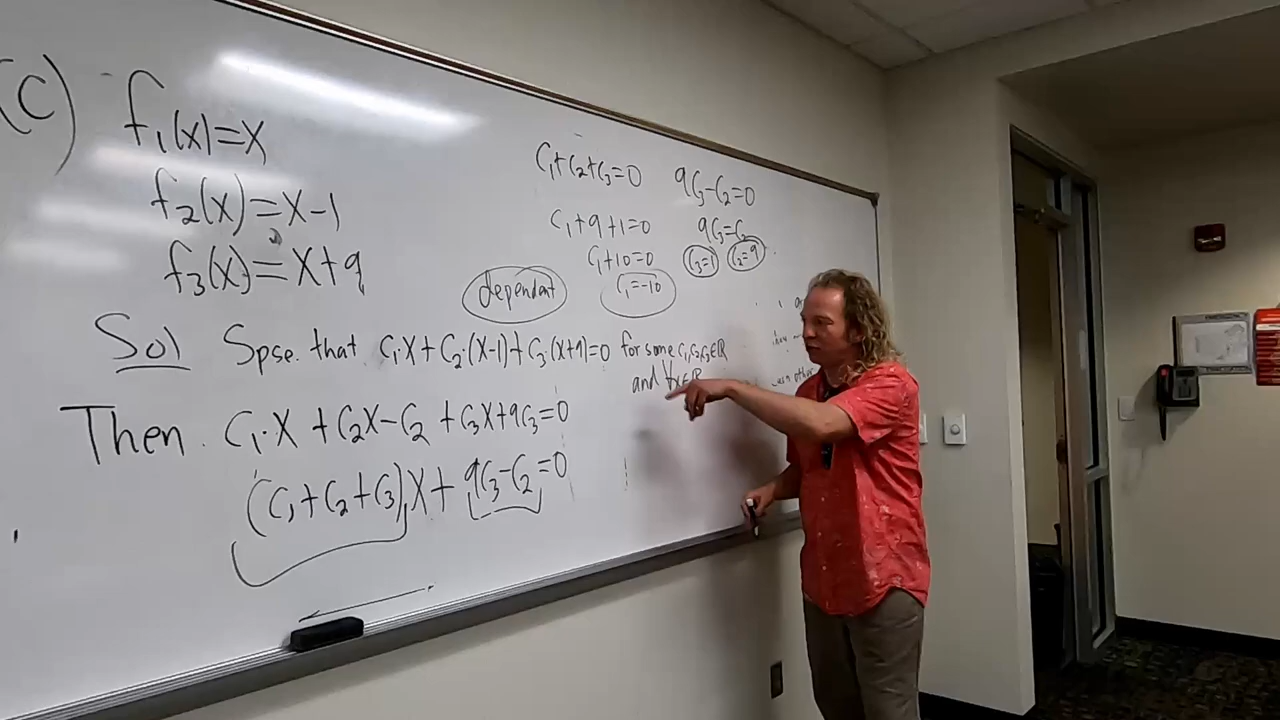 (C) f₁(x)=x
f₂(x)=x-1
f₃(x)=x+9
C₁+C₂+C₃=0
9C₃-C₂=0
C₁+9+1=0
9C₃=C₂
C₁+10=0
C₃=1 C₂=9
C₁=-10
dependent
Sol Spse. that C₁·x+C₂·(x-1)+C₃(x+9)=0 for some C₁,C₂,C₃∈ℝ
and ∀x∈ℝ
Then. C₁·x+C₂x-C₂+C₃x+9C₃=0
(C₁+C₂+C₃)x+9C₃-C₂=0